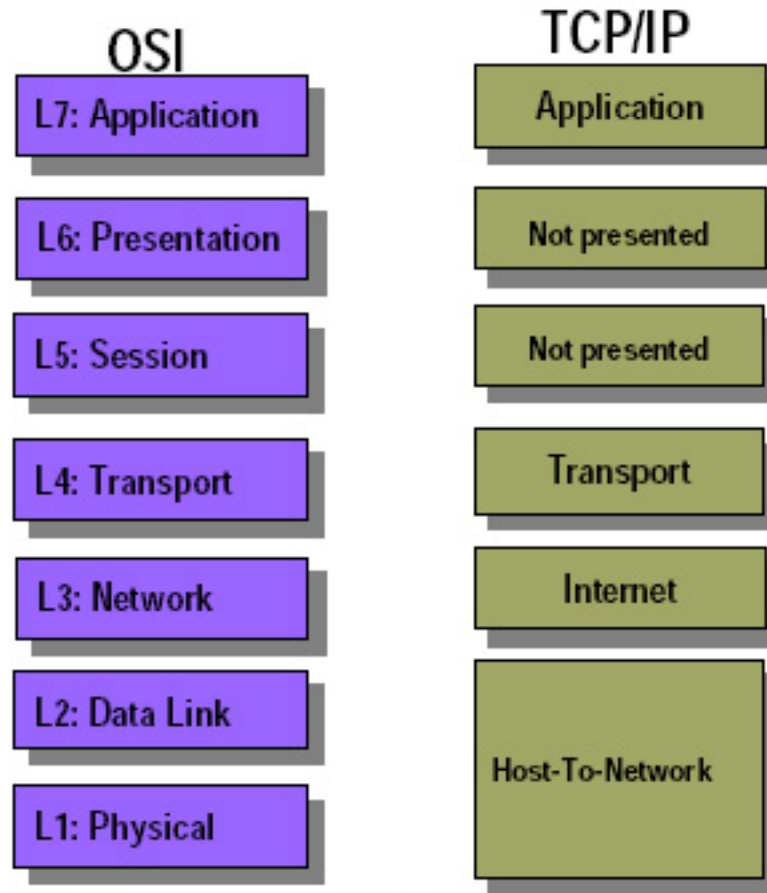 OSI
L7: Application
L6: Presentation
L5: Session
L4: Transport
L3: Network
L2: Data Link
L1: Physical
TCP/IP
Application
Not presented
Not presented
Transport
Internet
Host-To-Network